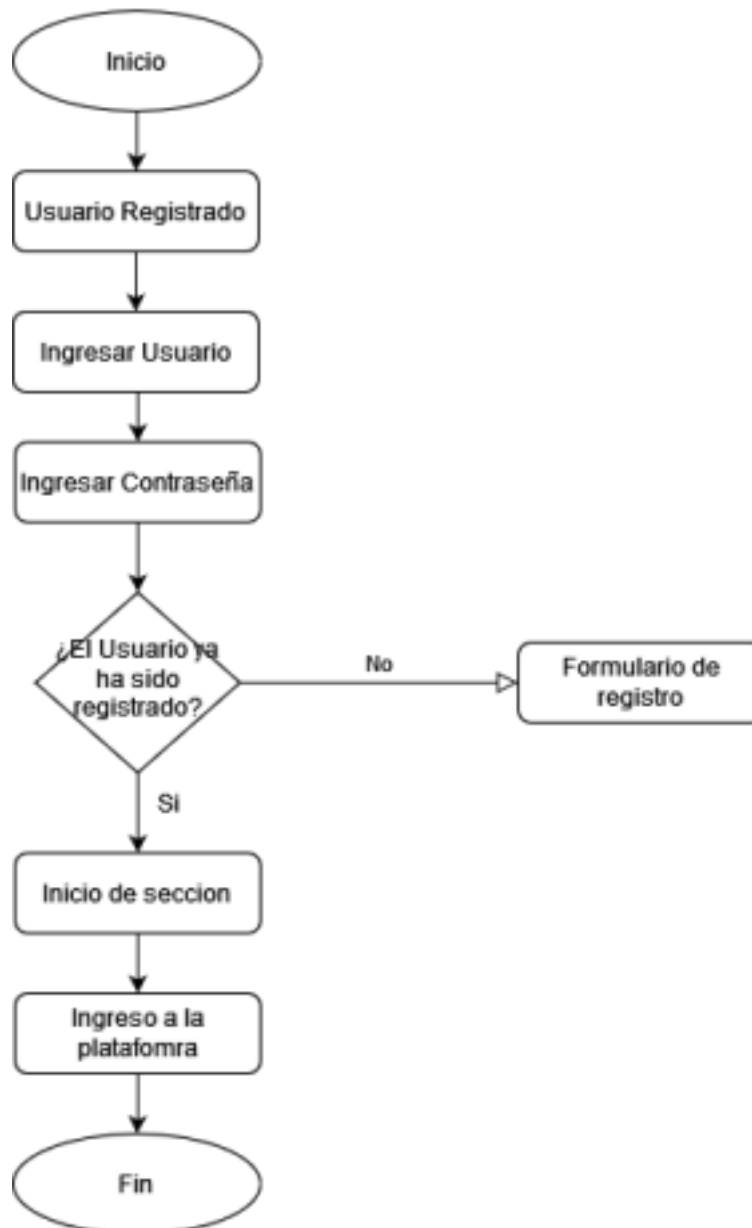 Inicio
Usuario Registrado
Ingresar Usuario
Ingresar Contraseña
¿El Usuario ya
ha sido
registrado?
No
Formulario de
registro
Si
Inicio de seccion
Ingreso a la
platafomra
Fin